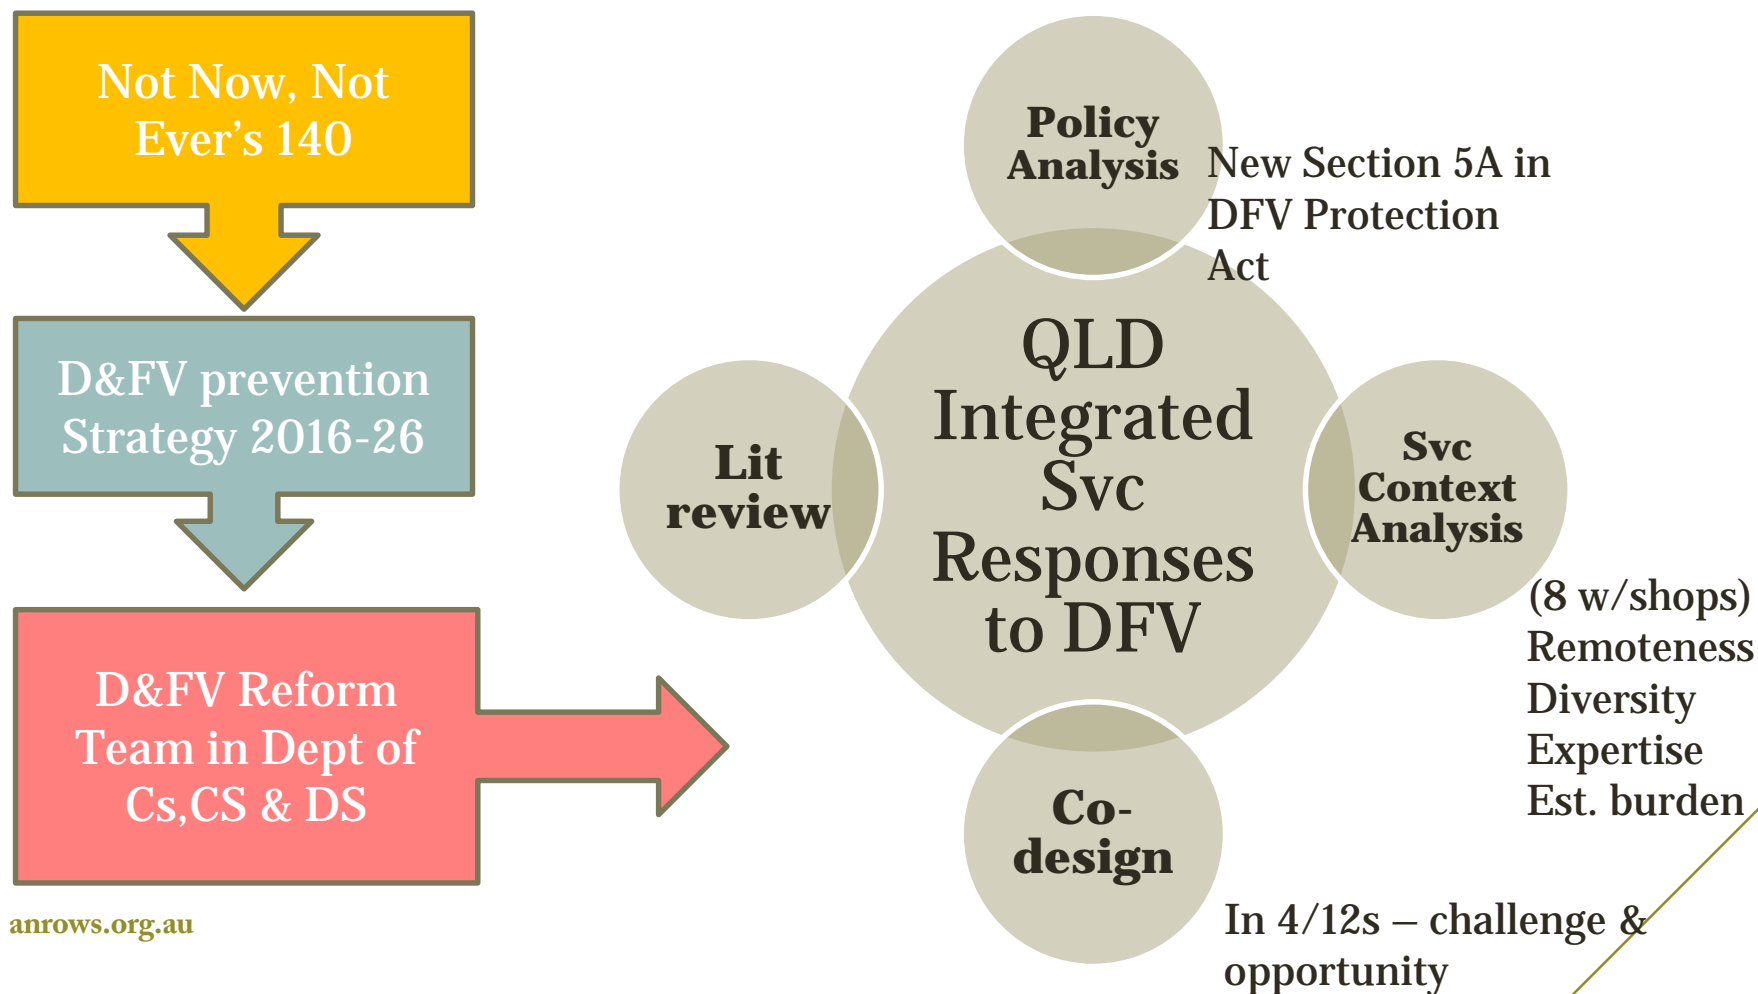 Not Now, Not
Ever’s 140
D&FV prevention
Strategy 2016-26
D&FV Reform
Team in Dept of
Cs,CS & DS
anrows.org.au
Policy
Analysis
New Section 5A in
DFV Protection
Act
QLD
Integrated
Svc
Responses
to DFV
Lit
review
Svc
Context
Analysis
(8 w/shops)
Remoteness
Diversity
Expertise
Est. burden
Co-
design
In 4/12s – challenge &
opportunity